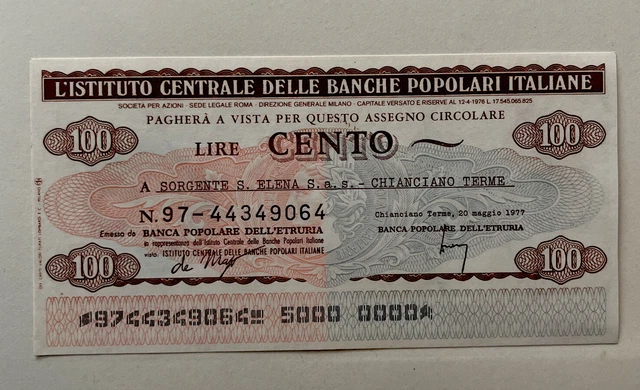 L'ISTITUTO CENTRALE DELLE BANCHE POPOLARI ITALIANE
SOCIETA PER AZIONI - SEDE LEGALE ROMA - DIREZIONE GENERALE MILANO - CAPITALE VERSATO E RISERVE AL 12-4-1976 L. 17.545.065.825
PAGHERÀ A VISTA PER QUESTO ASSEGNO CIRCOLARE
100 LIRE CENTO 100
A SORGENTE S. ELENA S.a.s.- CHIANCIANO TERME
N.97-44349064
Chianciano Terme, 20 maggio 1977
Emesso da BANCA POPOLARE DELL'ETRURIA
BANCA POPOLARE DELL'ETRURIA
in rappresentanza dell'Istituto Centrale delle Banche Popolari Italiane
VISTO: ISTITUTO CENTRALE DELLE BANCHE POPOLARI ITALIANE
100 100
9744349064 5000 0000